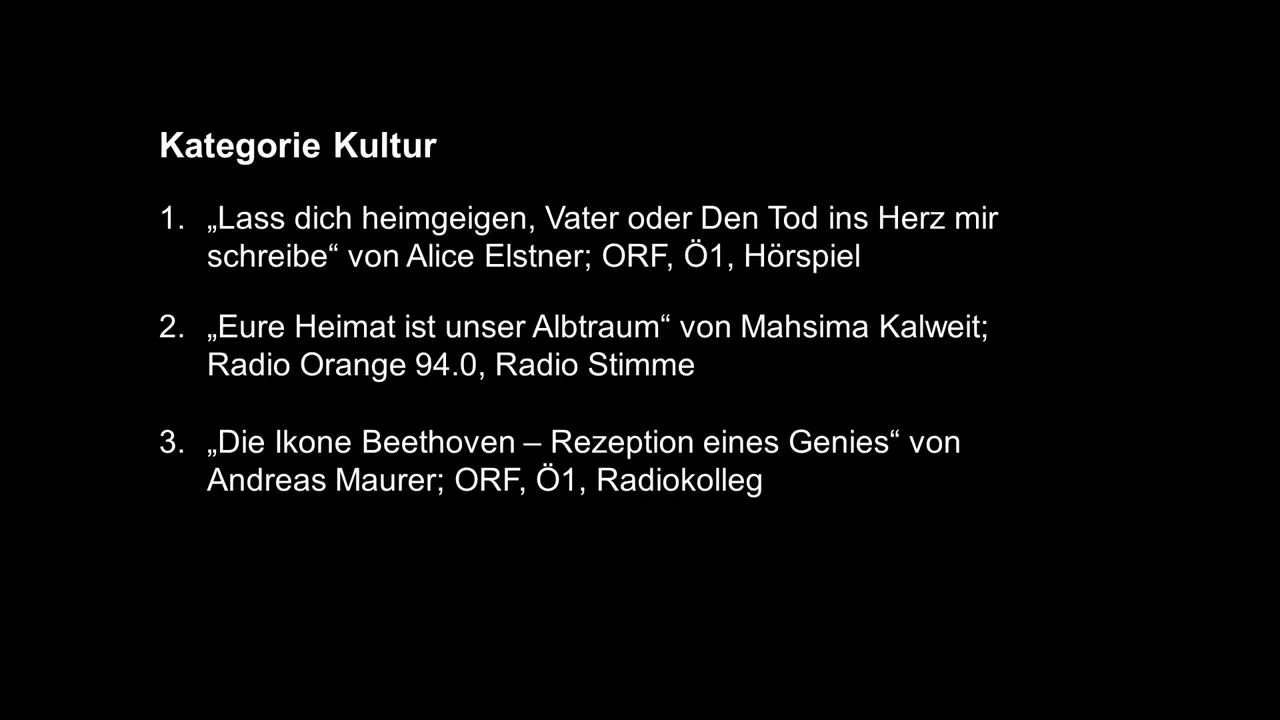 Kategorie Kultur
1. „Lass dich heimgeigen, Vater oder Den Tod ins Herz mir
schreibe“ von Alice Elstner; ORF, Ö1, Hörspiel
2. „Eure Heimat ist unser Albtraum“ von Mahsima Kalweit;
Radio Orange 94.0, Radio Stimme
3. „Die Ikone Beethoven – Rezeption eines Genies“ von
Andreas Maurer; ORF, Ö1, Radiokolleg